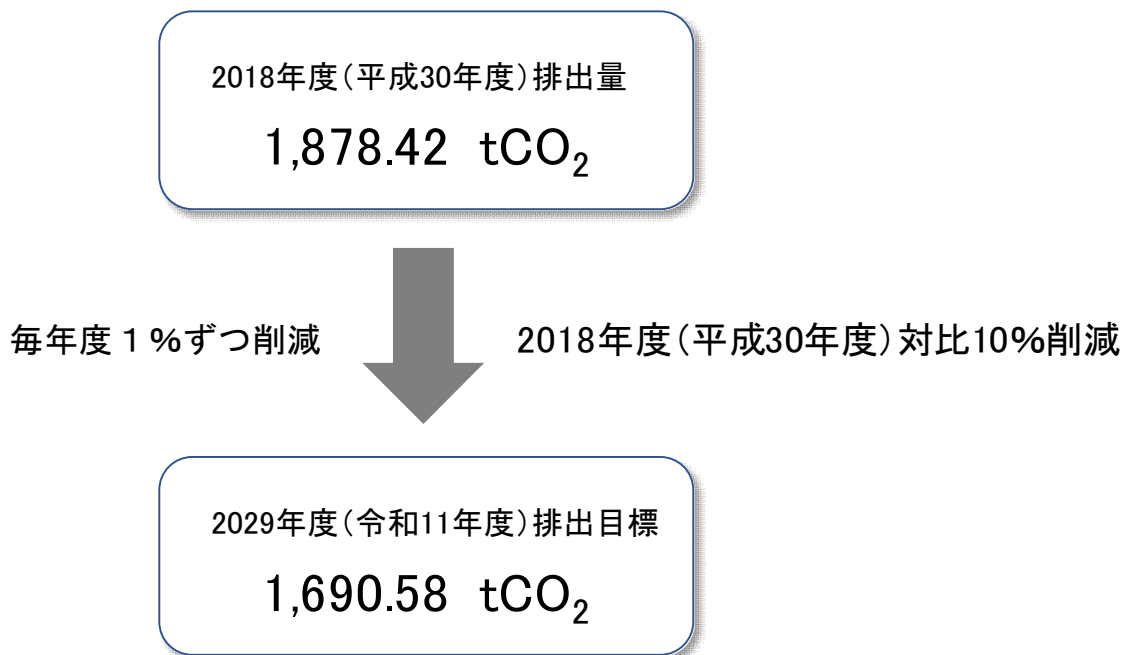 2018年度(平成30年度)排出量
1,878.42 tCO₂
毎年度1%ずつ削減
2018年度(平成30年度)対比10%削減
2029年度(令和11年度)排出目標
1,690.58 tCO₂